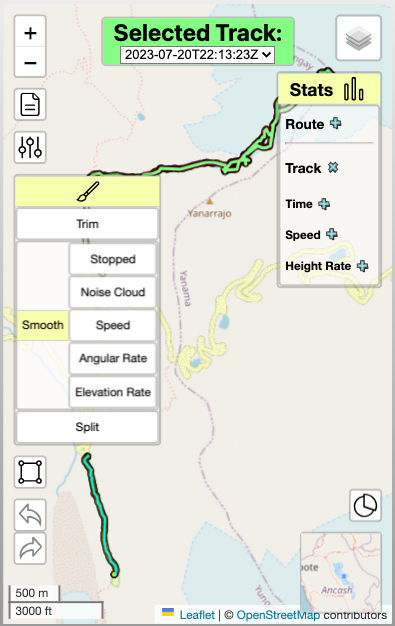 +
Selected Track:
2023-07-20T22:13:23Z
−
Stats
Route
Track
Time
Speed
Height Rate
Trim
Yanarrajo
Yanama
Stopped
Noise Cloud
Smooth
Speed
Angular Rate
Elevation Rate
Split
Ancash
500 m
3000 ft
Leaflet | © OpenStreetMap contributors